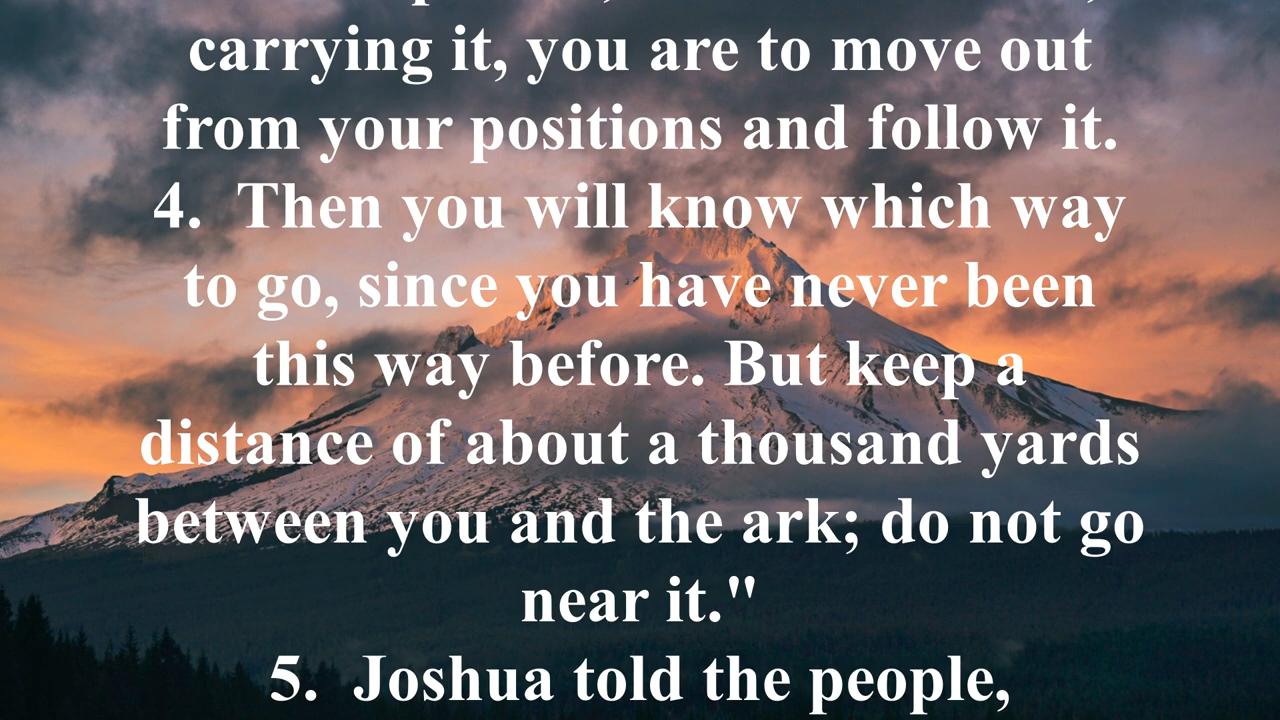 carrying it, you are to move out
from your positions and follow it.
4.  Then you will know which way
to go, since you have never been
this way before. But keep a
distance of about a thousand yards
between you and the ark; do not go
near it."
5.  Joshua told the people,